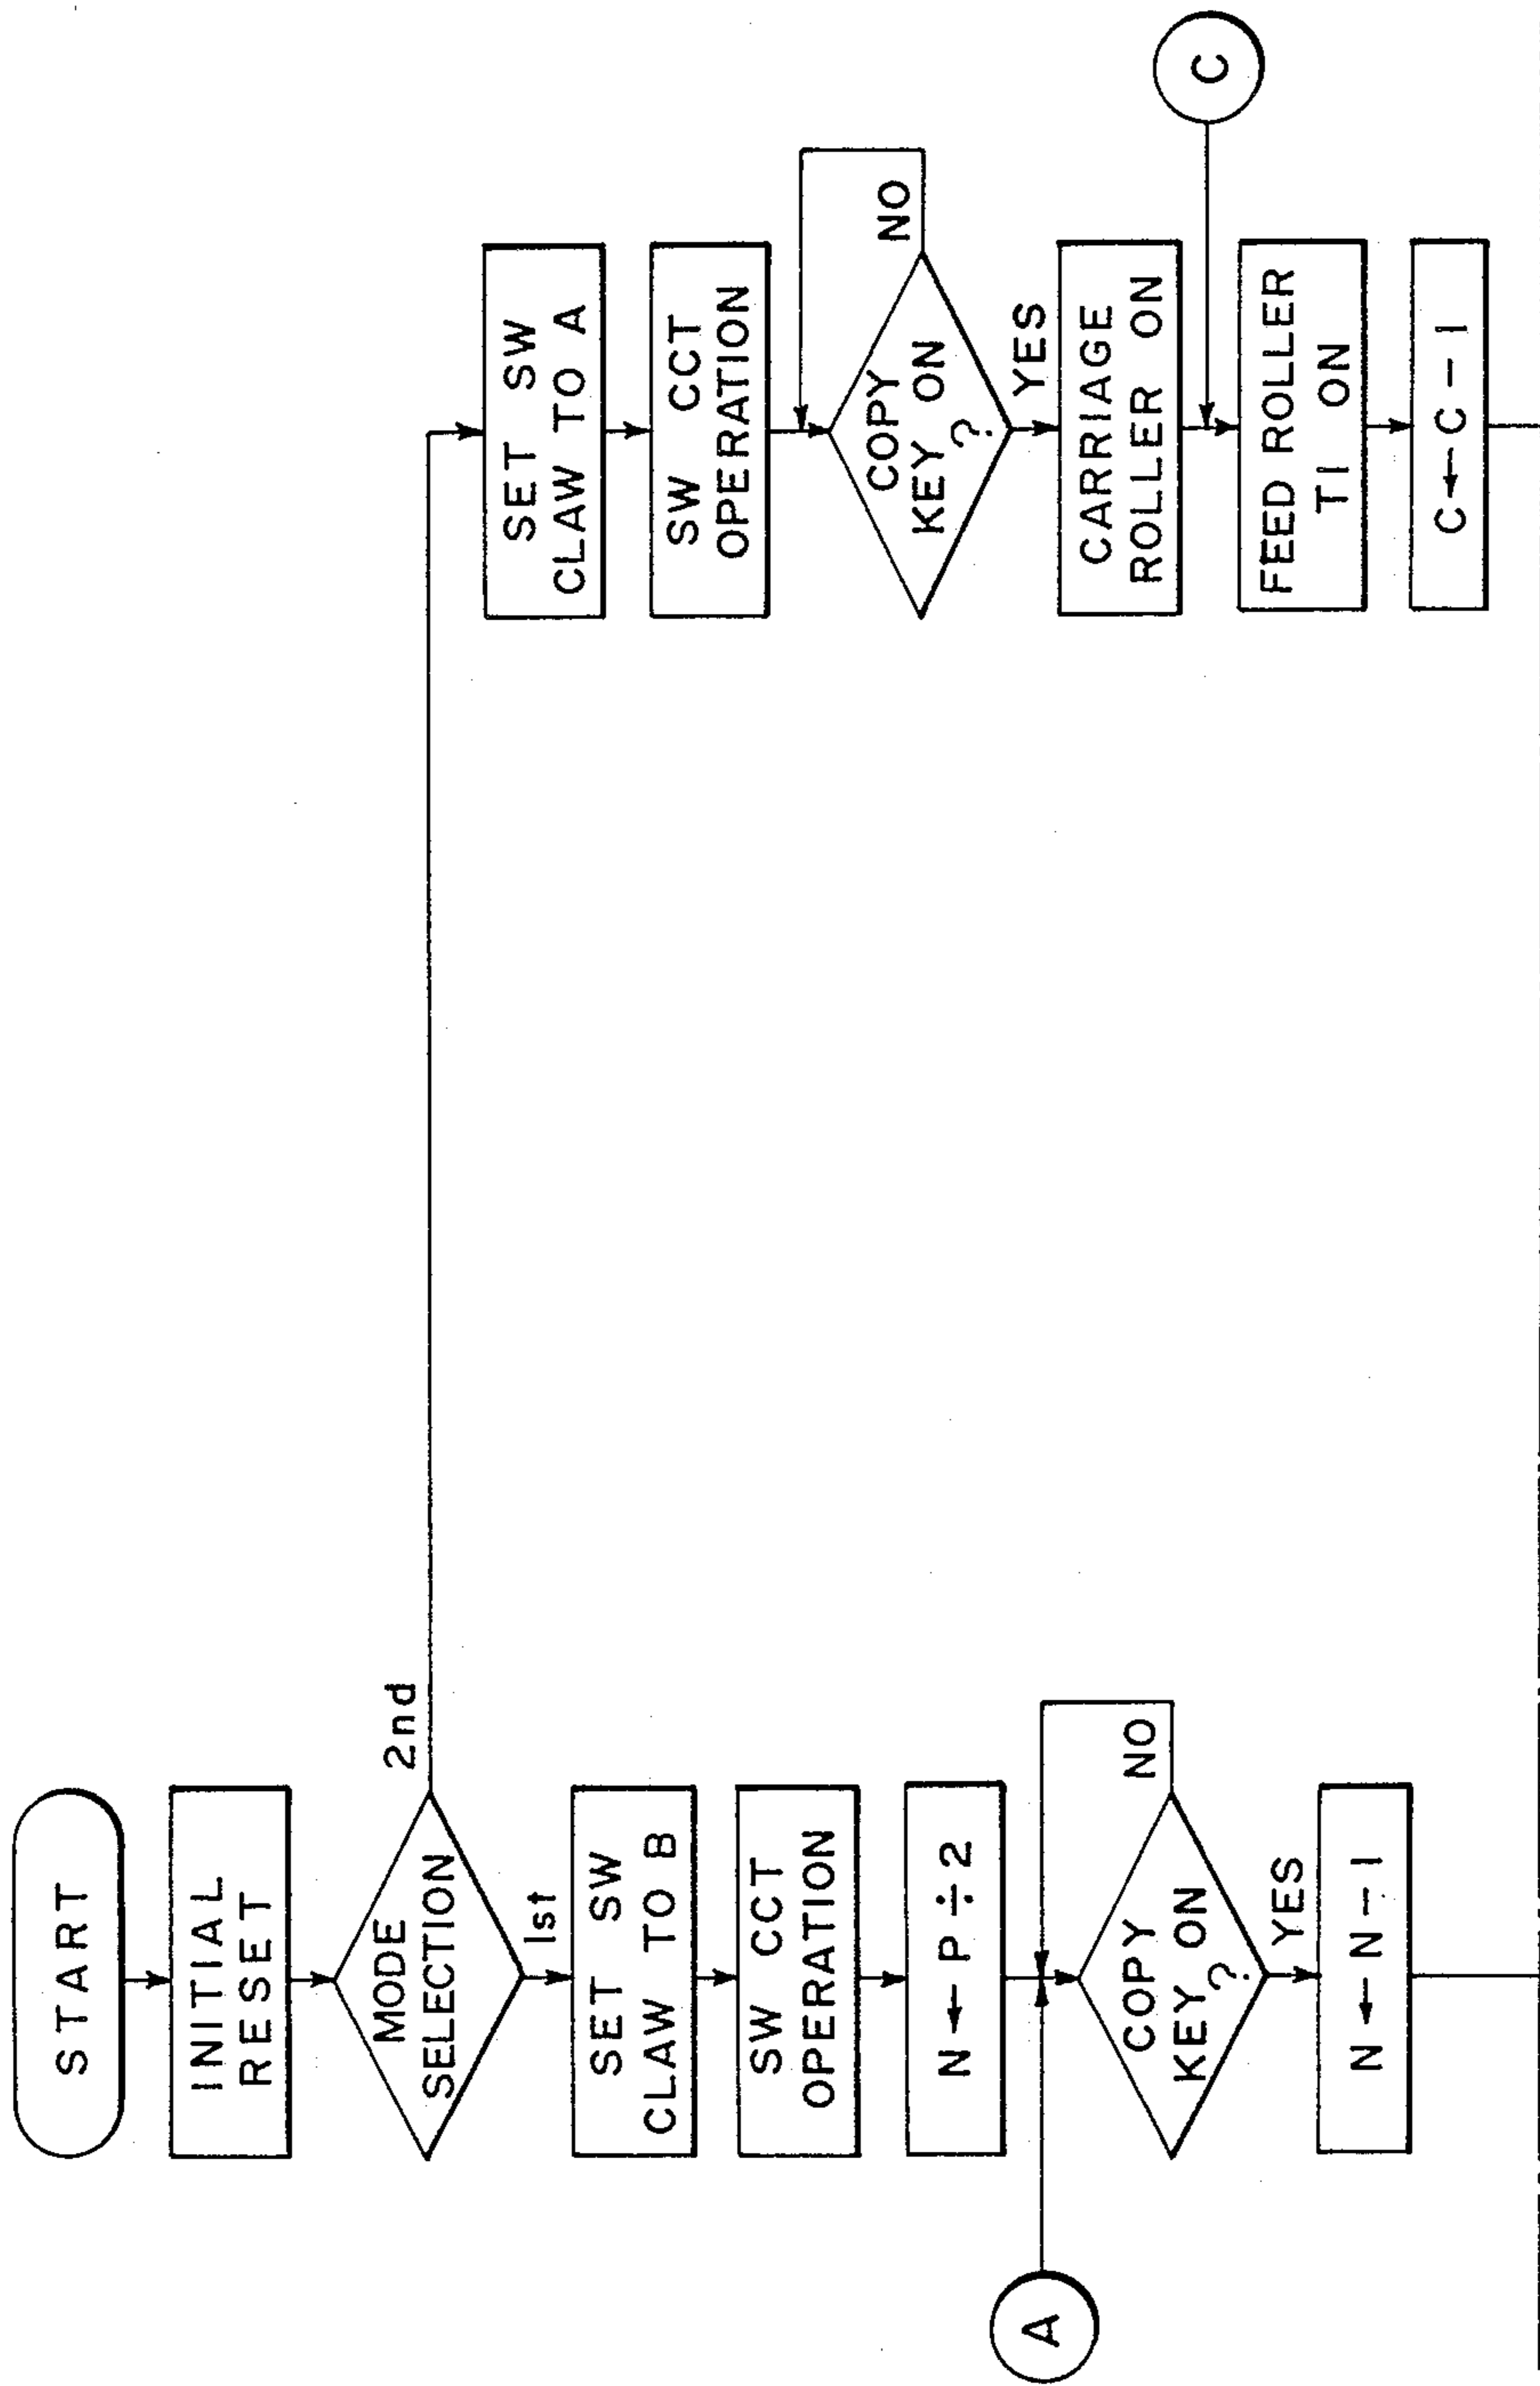 START
INITIAL
RESET
MODE
SELECTION
2nd
1st
SET SW
CLAW TO B
SW CCT
OPERATION
N ← P ÷ 2
A
COPY
KEY ON
?
NO
YES
N ← N - 1
SET SW
CLAW TO A
SW CCT
OPERATION
COPY
KEY ON
?
NO
YES
CARRIAGE
ROLLER ON
C
FEED ROLLER
T1 ON
C ← C - 1